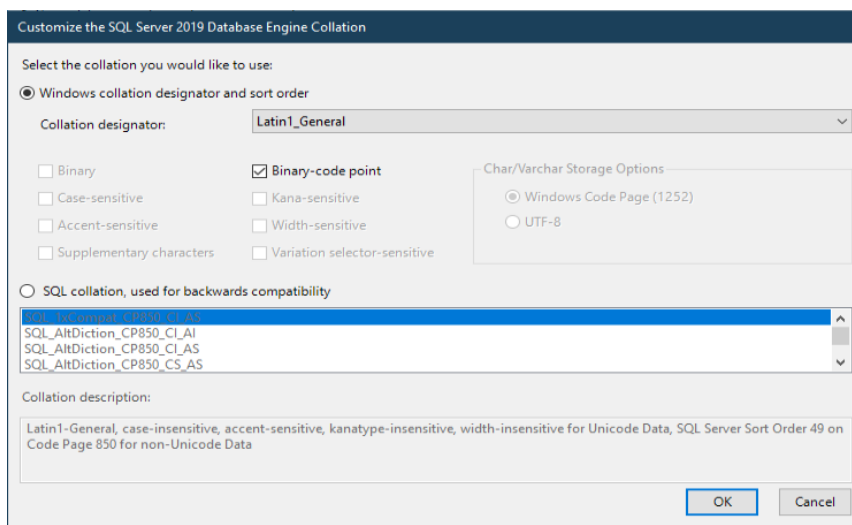 Customize the SQL Server 2019 Database Engine Collation
Select the collation you would like to use:
Windows collation designator and sort order
Collation designator:
Latin1_General
Binary
Binary-code point
Char/Varchar Storage Options
Case-sensitive
Kana-sensitive
Windows Code Page (1252)
Accent-sensitive
Width-sensitive
UTF-8
Supplementary characters
Variation selector-sensitive
SQL collation, used for backwards compatibility
SQL_1xCompat_CP850_CI_AS
SQL_AltDiction_CP850_CI_AI
SQL_AltDiction_CP850_CI_AS
SQL_AltDiction_CP850_CS_AS
Collation description:
Latin1-General, case-insensitive, accent-sensitive, kanatype-insensitive, width-insensitive for Unicode Data, SQL Server Sort Order 49 on
Code Page 850 for non-Unicode Data
OK
Cancel